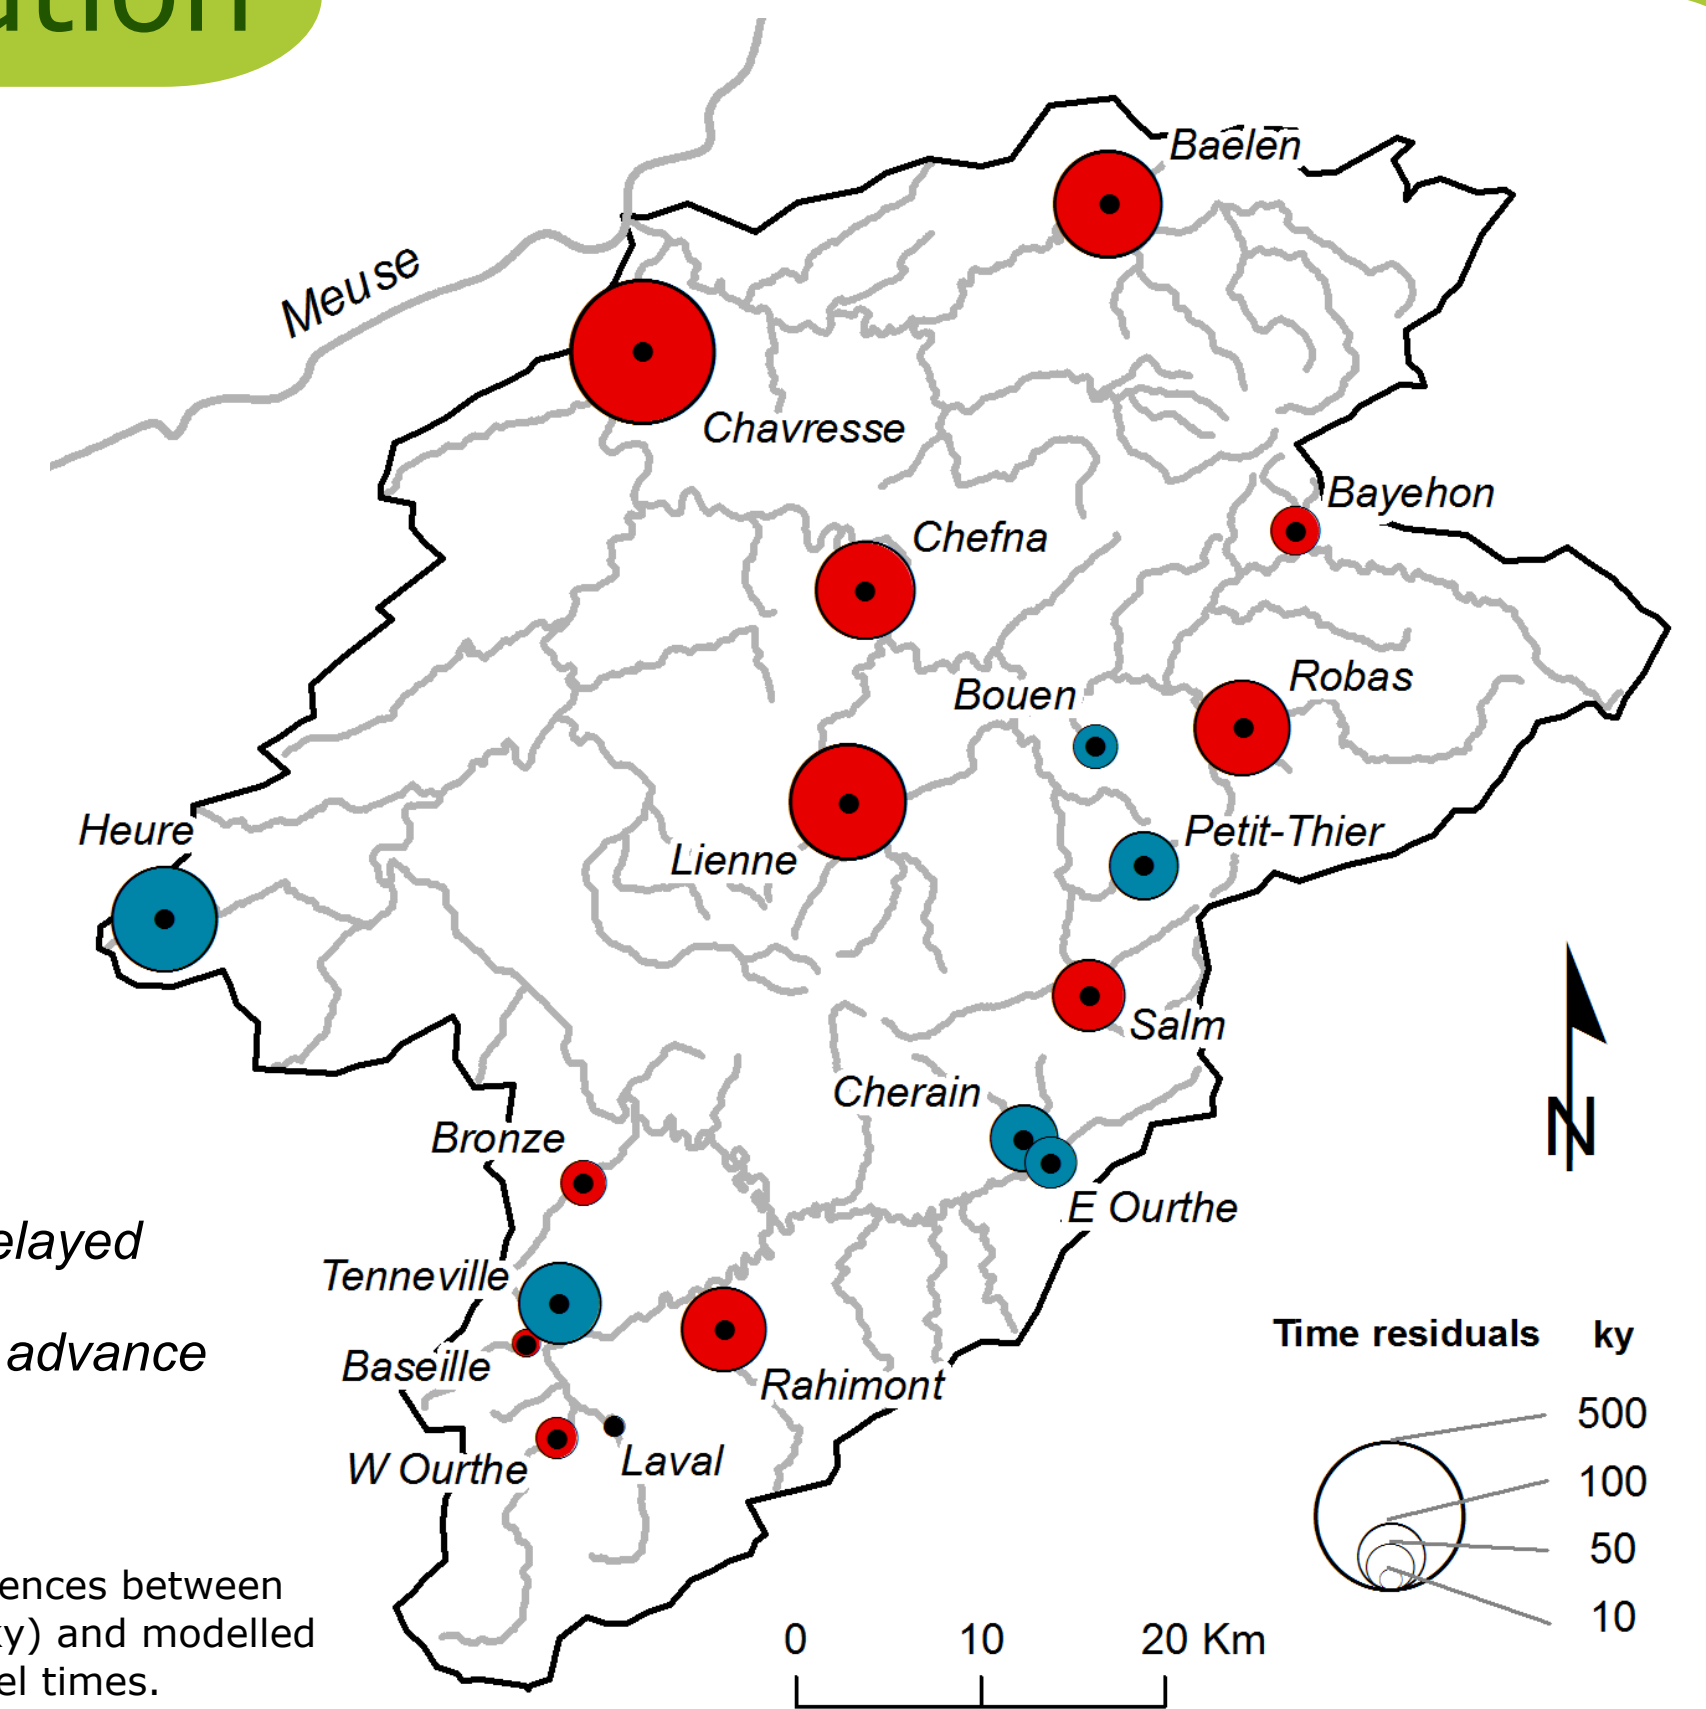 ution
Baelen
Meuse
Chavresse
Bayehon
Chefna
Robas
Bouen
Petit-Thier
Heure
Lienne
Salm
Cherain
Bronze
E Ourthe
elayed
Tenneville
advance
Baseille
Rahimont
W Ourthe
Laval
N
Time residuals ky
500
100
50
10
ences between
ky) and modelled
el times.
0 10 20 Km